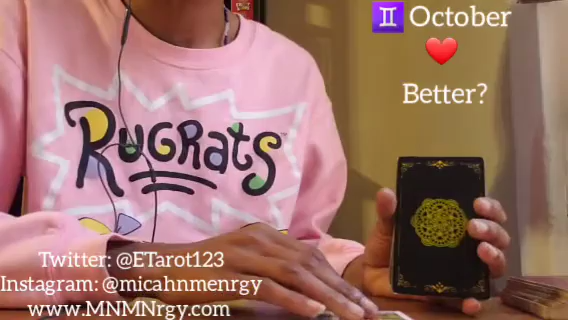 ♊ October
❤️
Better?
RUGRATS
Twitter: @ETarot123
Instagram: @micahnmenrgy
www.MNMNrgy.com